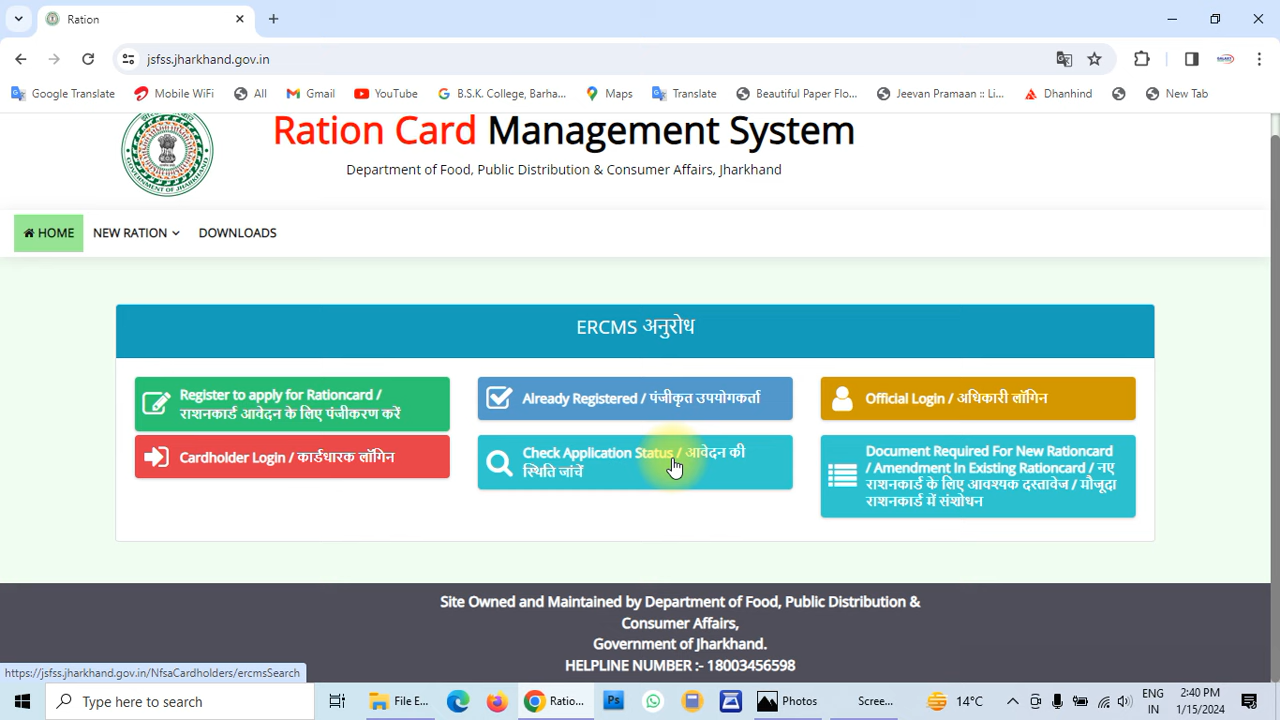 Ration
jsfss.jharkhand.gov.in
Google Translate
Mobile WiFi
All
Gmail
YouTube
B.S.K. College, Barha...
Maps
Translate
Beautiful Paper Flo...
Jeevan Pramaan :: Li...
Dhanhind
New Tab
Ration Card Management System
Department of Food, Public Distribution & Consumer Affairs, Jharkhand
HOME
NEW RATION
DOWNLOADS
ERCMS अनुरोध
Register to apply for Rationcard /
राशनकार्ड आवेदन के लिए पंजीकरण करें
Already Registered / पंजीकृत उपयोगकर्ता
Official Login / अधिकारी लॉगिन
Cardholder Login / कार्डधारक लॉगिन
Check Application Status / आवेदन की
स्थिति जांचें
Document Required For New Rationcard
/ Amendment In Existing Rationcard / नए
राशनकार्ड के लिए आवश्यक दस्तावेज / मौजूदा
राशनकार्ड में संशोधन
Site Owned and Maintained by Department of Food, Public Distribution &
Consumer Affairs,
Government of Jharkhand.
HELPLINE NUMBER :- 18003456598
https://jsfss.jharkhand.gov.in/NfsaCardholders/ercmsSearch
Type here to search
File E...
Ratio...
Ps
Photos
Scree...
14°C
ENG
IN
2:40 PM
1/15/2024